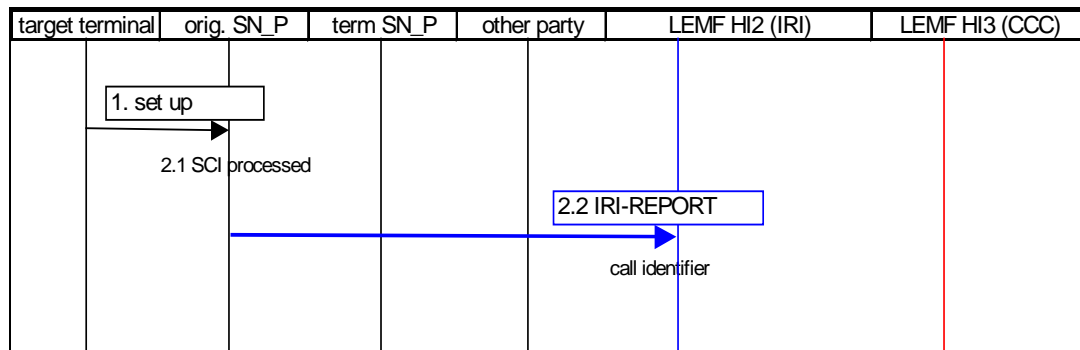 target terminal orig. SN_P term SN_P other party LEMF HI2 (IRI) LEMF HI3 (CCC)
1. set up
2.1 SCI processed
2.2 IRI-REPORT
call identifier